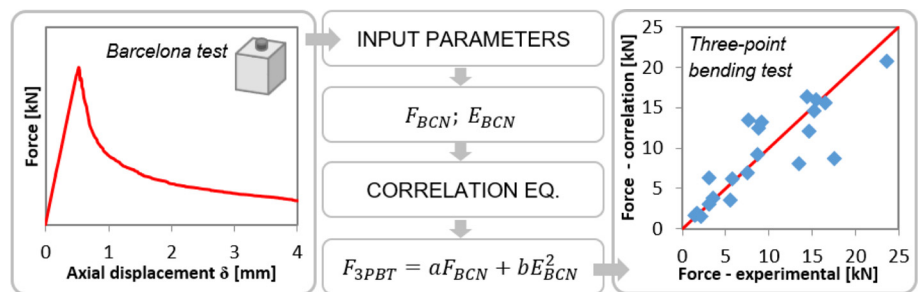 Barcelona test
Force [kN]
0 1 2 3 4
Axial displacement δ [mm]
INPUT PARAMETERS
F_BCN; E_BCN
CORRELATION EQ.
F_3PBT = aF_BCN + bE²_BCN
Three-point
bending test
Force - correlation [kN]
25
20
15
10
5
0
0 5 10 15 20 25
Force - experimental [kN]